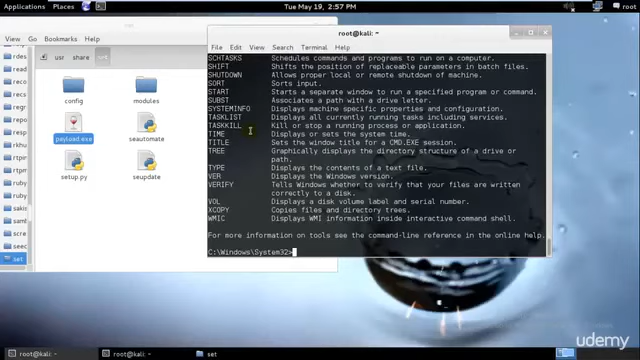 Applications Places Tue May 19, 2:57 PM root
root@kali: ~
View Go Bookmarks Help
File Edit View Search Terminal Help
usr share set
config
modules
payload.exe
seautomate
setup.py
seupdate
set
SCHTASKS Schedules commands and programs to run on a computer.
SHIFT Shifts the position of replaceable parameters in batch files.
SHUTDOWN Allows proper local or remote shutdown of machine.
SORT Sorts input.
START Starts a separate window to run a specified program or command.
SUBST Associates a path with a drive letter.
SYSTEMINFO Displays machine specific properties and configuration.
TASKLIST Displays all currently running tasks including services.
TASKKILL Kill or stop a running process or application.
TIME Displays or sets the system time.
TITLE Sets the window title for a CMD.EXE session.
TREE Graphically displays the directory structure of a drive or
path.
TYPE Displays the contents of a text file.
VER Displays the Windows version.
VERIFY Tells Windows whether to verify that your files are written
correctly to a disk.
VOL Displays a disk volume label and serial number.
XCOPY Copies files and directory trees.
WMIC Displays WMI information inside interactive command shell.
For more information on tools see the command-line reference in the online help.
C:\Windows\System32>
udemy
root@kali: ~
root@kali: ~
set